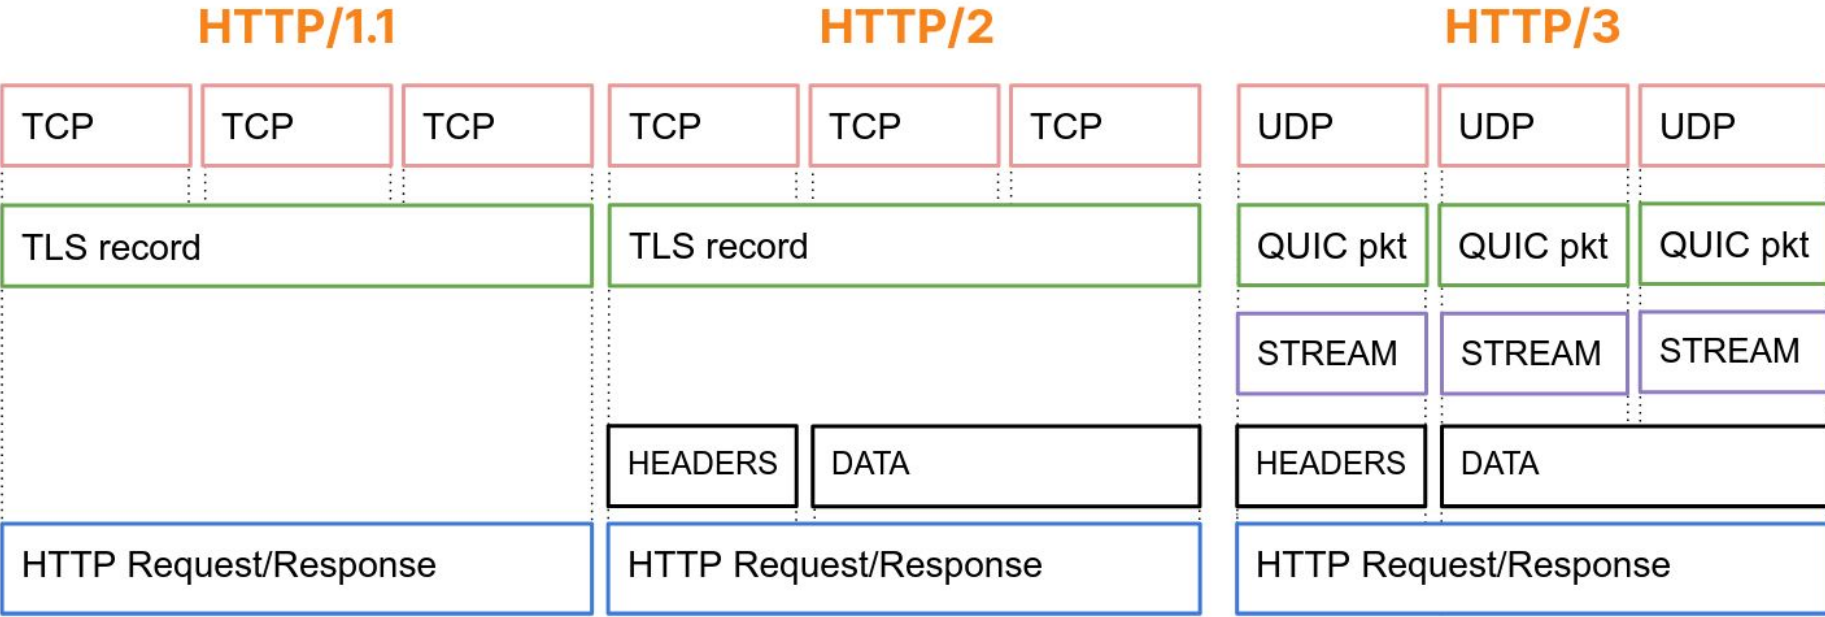 HTTP/1.1 HTTP/2 HTTP/3
TCP TCP TCP TCP TCP TCP UDP UDP UDP
TLS record TLS record QUIC pkt QUIC pkt QUIC pkt
STREAM STREAM STREAM
HEADERS DATA HEADERS DATA
HTTP Request/Response HTTP Request/Response HTTP Request/Response